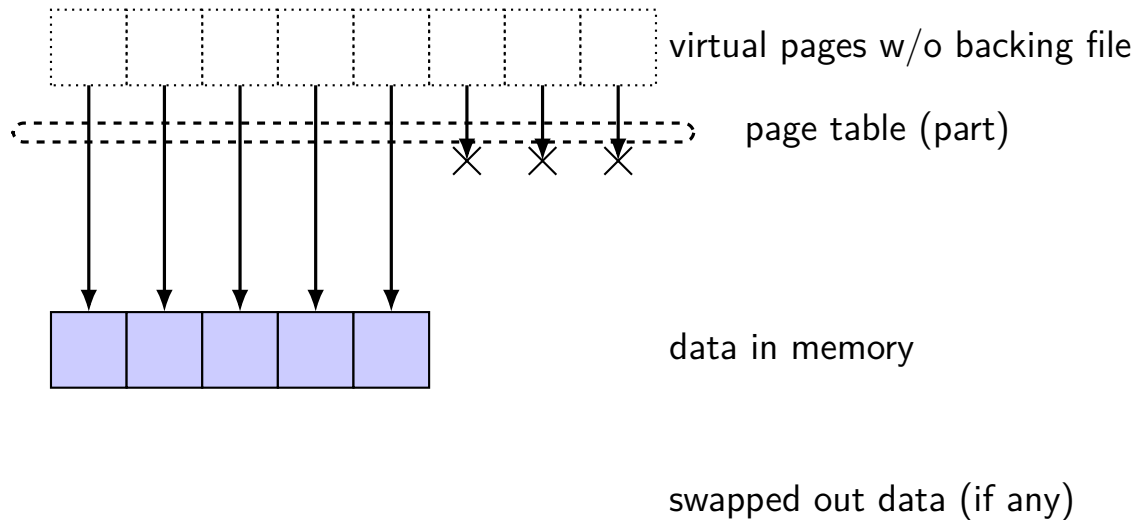 virtual pages w/o backing file
page table (part)
data in memory
swapped out data (if any)